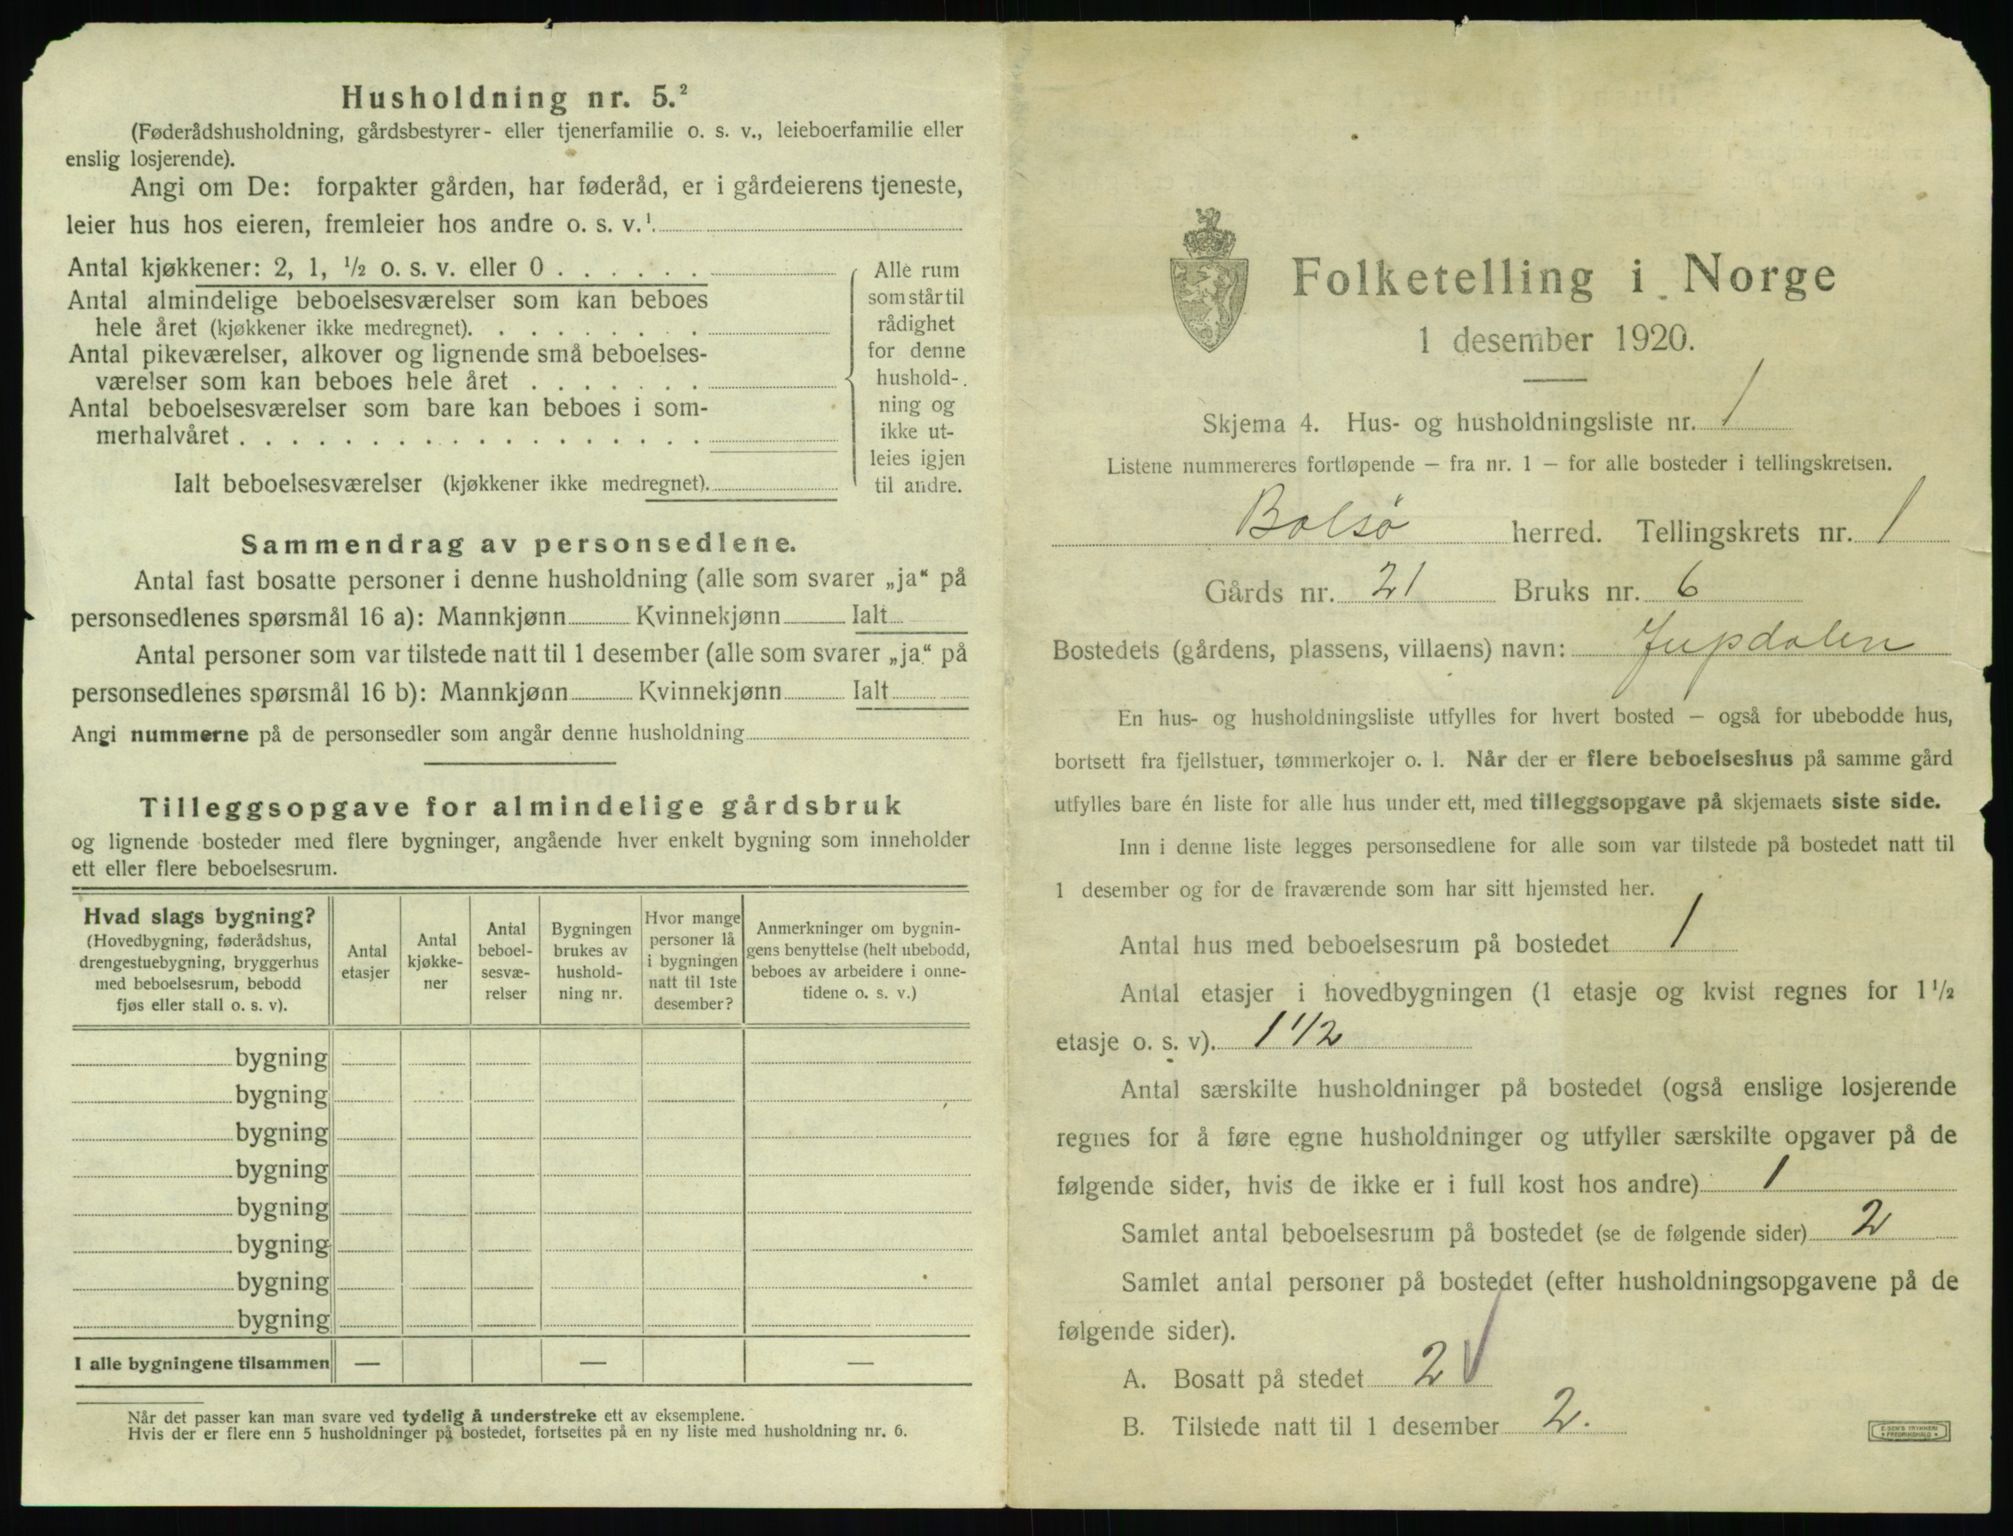 Husholdning nr. 5.²
(Føderådshusholdning, gårdsbestyrer- eller tjenerfamilie o. s. v., leieboerfamilie eller
enslig losjerende).
Angi om De: forpakter gården, har føderåd, er i gårdeierens tjeneste,
leier hus hos eieren, fremleier hos andre o. s. v.¹
Antal kjøkkener: 2, 1, ½ o. s. v. eller 0 . . . . . .
Antal almindelige beboelsesværelser som kan beboes
hele året (kjøkkener ikke medregnet). . . . . . . . .
Antal pikeværelser, alkover og lignende små beboelses-
værelser som kan beboes hele året . . . . . . .
Antal beboelsesværelser som bare kan beboes i som-
merhalvåret . . . . . . . . . . . . . . . . . .
Ialt beboelsesværelser (kjøkkener ikke medregnet).
Alle rum
som står til
rådighet
for denne
hushold-
ning og
ikke ut-
leies igjen
til andre.
Sammendrag av personsedlene.
Antal fast bosatte personer i denne husholdning (alle som svarer „ja“ på
personsedlenes spørsmål 16 a): Mannkjønn Kvinnekjønn Ialt
Antal personer som var tilstede natt til 1 desember (alle som svarer „ja“ på
personsedlenes spørsmål 16 b): Mannkjønn Kvinnekjønn Ialt
Angi nummerne på de personsedler som angår denne husholdning
Tilleggsopgave for almindelige gårdsbruk
og lignende bosteder med flere bygninger, angående hver enkelt bygning som inneholder
ett eller flere beboelsesrum.
Hvad slags bygning?
(Hovedbygning, føderådshus,
drengestuebygning, bryggerhus
med beboelsesrum, bebodd
fjøs eller stall o. s. v).
Antal
etasjer
Antal
kjøkke-
ner
Antal
beboel-
sesvæ-
relser
Bygningen
brukes av
hushold-
ning nr.
Hvor mange
personer lå
i bygningen
natt til 1ste
desember?
Anmerkninger om bygnin-
gens benyttelse (helt ubebodd,
beboes av arbeidere i onne-
tidene o. s. v.)
bygning
bygning
bygning
bygning
bygning
bygning
bygning
bygning
I alle bygningene tilsammen — — —
Når det passer kan man svare ved tydelig å understreke ett av eksemplene.
Hvis der er flere enn 5 husholdninger på bostedet, fortsettes på en ny liste med husholdning nr. 6.
Folketelling i Norge
1 desember 1920.
Skjema 4. Hus- og husholdningsliste nr. 1
Listene nummereres fortløpende – fra nr. 1 – for alle bosteder i tellingskretsen.
Bolsø herred. Tellingskrets nr. 1
Gårds nr. 21 Bruks nr. 6
Bostedets (gårdens, plassens, villaens) navn: Jupdalen
En hus- og husholdningsliste utfylles for hvert bosted – også for ubebodde hus,
bortsett fra fjellstuer, tømmerkojer o. l. Når der er flere beboelseshus på samme gård
utfylles bare én liste for alle hus under ett, med tilleggsopgave på skjemaets siste side.
Inn i denne liste legges personsedlene for alle som var tilstede på bostedet natt til
1 desember og for de fraværende som har sitt hjemsted her.
Antal hus med beboelsesrum på bostedet 1
Antal etasjer i hovedbygningen (1 etasje og kvist regnes for 1½
etasje o. s. v). 1 1/2
Antal særskilte husholdninger på bostedet (også enslige losjerende
regnes for å føre egne husholdninger og utfyller særskilte opgaver på de
følgende sider, hvis de ikke er i full kost hos andre) 1
Samlet antal beboelsesrum på bostedet (se de følgende sider) 2
Samlet antal personer på bostedet (efter husholdningsopgavene på de
følgende sider).
A. Bosatt på stedet 2
B. Tilstede natt til 1 desember 2.